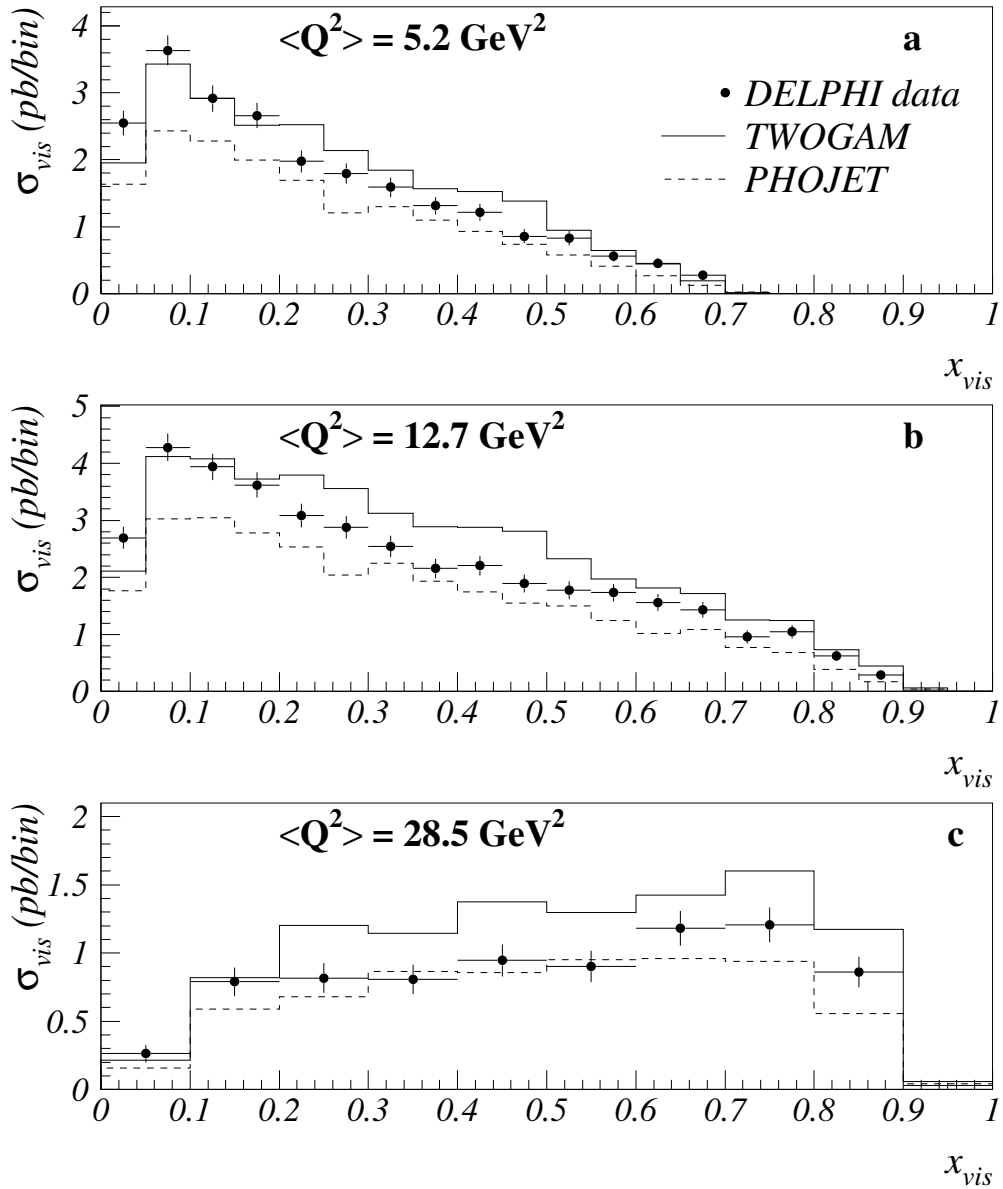 <Q²> = 5.2 GeV²
a
σvis (pb/bin)
DELPHI data
TWOGAM
PHOJET
4
3
2
1
0
0 0.1 0.2 0.3 0.4 0.5 0.6 0.7 0.8 0.9 1
xvis
<Q²> = 12.7 GeV²
b
σvis (pb/bin)
5
4
3
2
1
0
0 0.1 0.2 0.3 0.4 0.5 0.6 0.7 0.8 0.9 1
xvis
<Q²> = 28.5 GeV²
c
σvis (pb/bin)
2
1.5
1
0.5
0
0 0.1 0.2 0.3 0.4 0.5 0.6 0.7 0.8 0.9 1
xvis